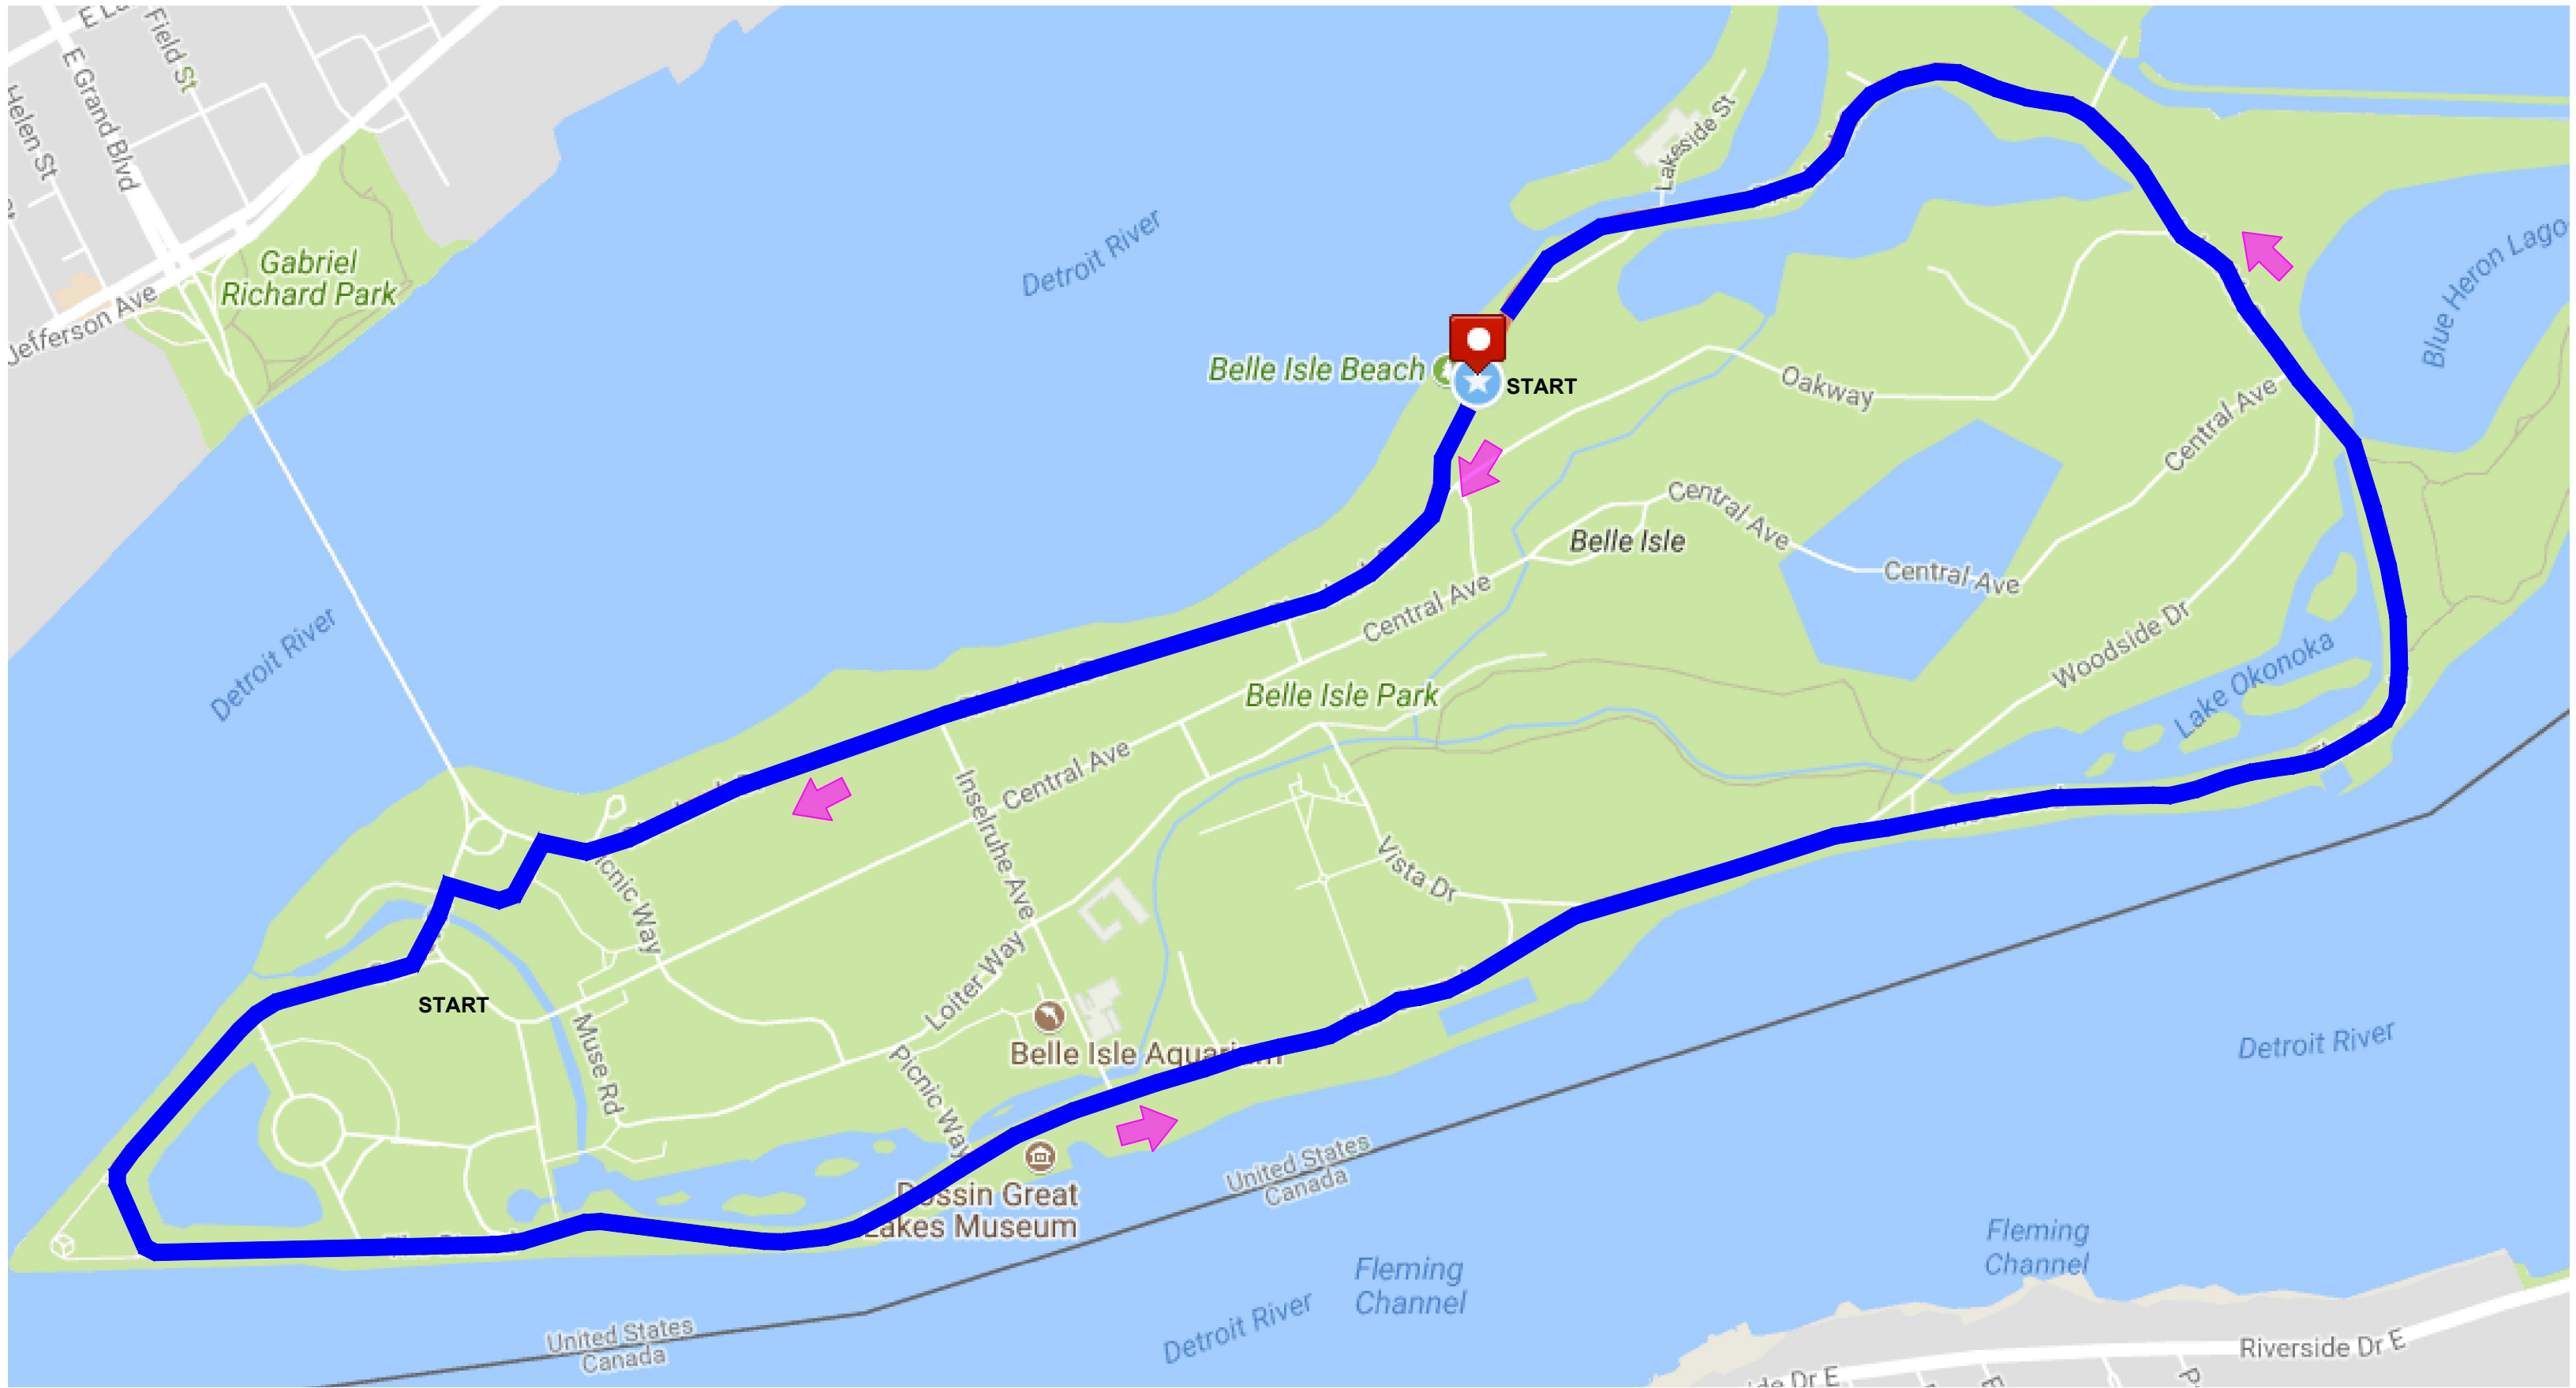 Field St
E Grand Blvd
Helen St
Gabriel
Richard Park
Jefferson Ave
Detroit River
Lakeside St
Blue Heron Lago
Belle Isle Beach
START
Oakway
Central Ave
Central Ave
Belle Isle
Central Ave
Central Ave
Detroit River
Woodside Dr
Lake Okonoka
Belle Isle Park
Central Ave
Inselruhe Ave
Vista Dr
Picnic Way
Loiter Way
START
Muse Rd
Belle Isle Aquarium
Picnic Way
Detroit River
Dossin Great
Lakes Museum
United States
Canada
Fleming
Channel
Fleming
Channel
Detroit River
United States
Canada
Riverside Dr E
Dr E